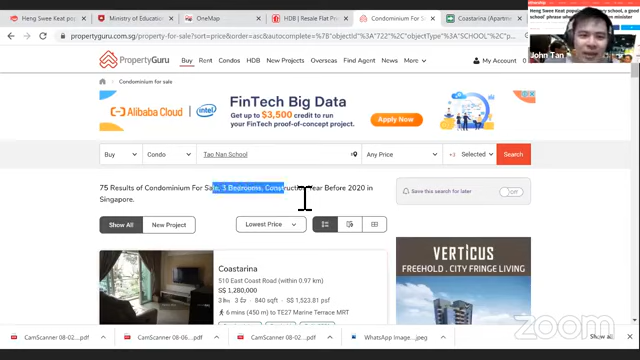 Heng Swee Kat pop
Ministry of Education
OneMap
HDB | Resale Flat Pri
Condominium For Sa
Coastarina (Apartme
propertyguru.com.sg/property-for-sale?sort=price&order=asc&autocomplete=%7B"objectId"%3A"722"%2C"objectType"%3A"SCHOOL"%2C"p...
John Tan
PropertyGuru
Buy
Rent
Condos
HDB
New Projects
Overseas
Find Agent
News
More
My Account
Condominium for sale
Alibaba Cloud
intel
FinTech Big Data
Get up to $3,500 credit to run
your FinTech proof-of-concept project.
Apply Now
Buy
Condo
Tao Nan School
Any Price
+3 Selected
Search
75 Results of Condominium For Sale, 3 Bedrooms, Construction Year Before 2020 in
Singapore.
Save this search for later
Off
Show All
New Project
Lowest Price
Coastarina
510 East Coast Road (within 0.97 km)
S$ 1,280,000
3
3
840 sqft
S$ 1,523.81 psf
6 mins (450 m) to TE27 Marine Terrace MRT
VERTICUS
FREEHOLD . CITY FRINGE LIVING
CamScanner 08-02....pdf
CamScanner 08-06....pdf
CamScanner 08-02....pdf
WhatsApp Image....jpeg
Show all
zoom